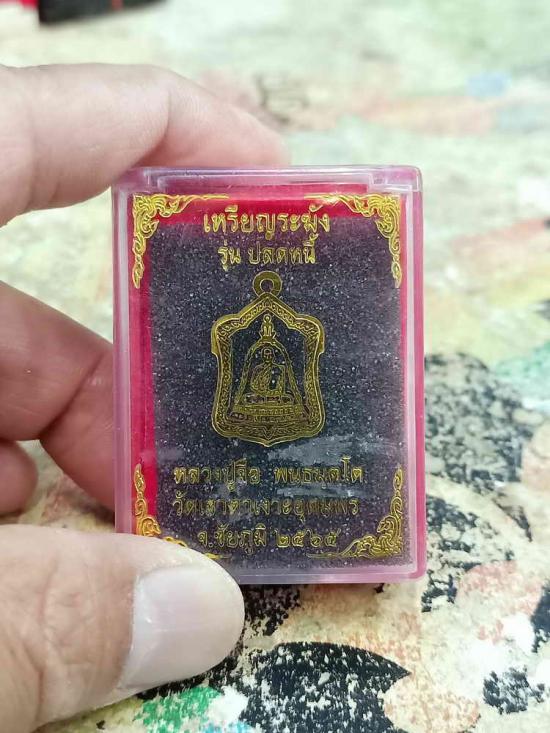 เหรียญระฆัง
รุ่น ปลดหนี้
หลวงปู่จื่อ พนฺธมุตฺโต
วัดเขาตาเงาะอุดมพร
จ.ชัยภูมิ ๒๕๖๕